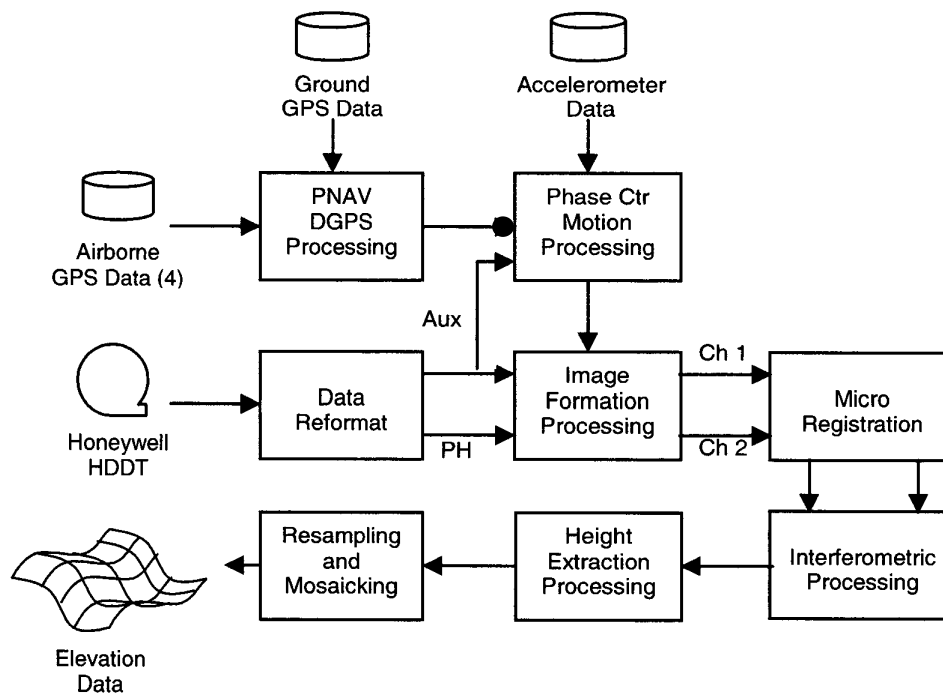 Ground
GPS Data
Accelerometer
Data
PNAV
DGPS
Processing
Phase Ctr
Motion
Processing
Airborne
GPS Data (4)
Aux
Ch 1
Data
Reformat
Image
Formation
Processing
Micro
Registration
Honeywell
HDDT
PH
Ch 2
Resampling
and
Mosaicking
Height
Extraction
Processing
Interferometric
Processing
Elevation
Data